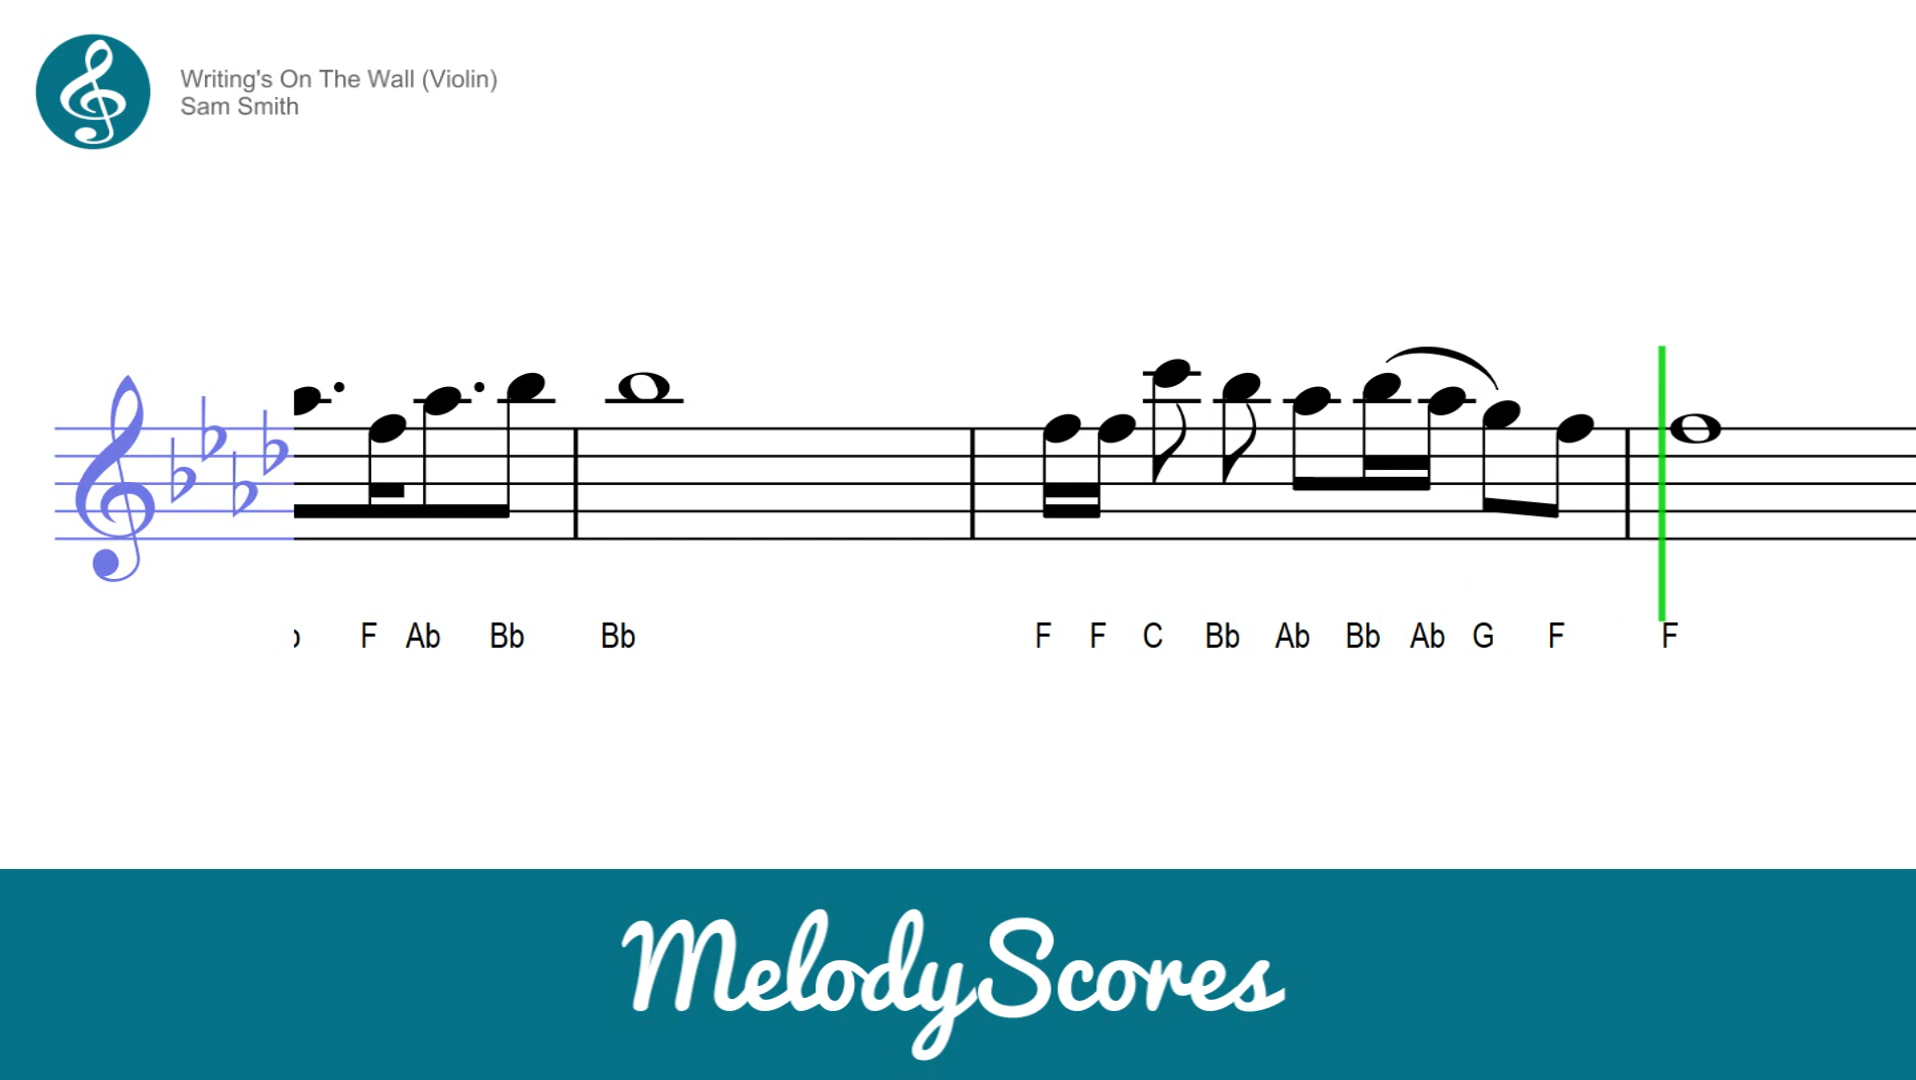 Writing's On The Wall (Violin)
Sam Smith
F Ab Bb Bb F F C Bb Ab Bb Ab G F F
MelodyScores